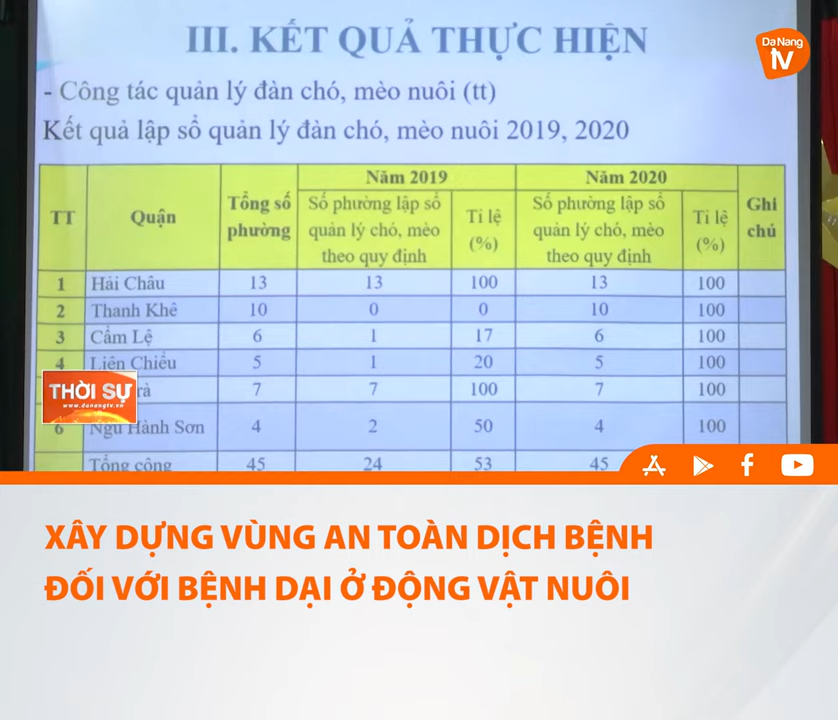 III. KẾT QUẢ THỰC HIỆN
Da Nang
tv
- Công tác quản lý đàn chó, mèo nuôi (tt)
Kết quả lập sổ quản lý đàn chó, mèo nuôi 2019, 2020
TT Quận Tổng số phường Năm 2019 Năm 2020 Ghi chú
Số phường lập sổ quản lý chó, mèo theo quy định Tỉ lệ (%) Số phường lập sổ quản lý chó, mèo theo quy định Tỉ lệ (%)
1 Hải Châu 13 13 100 13 100
2 Thanh Khê 10 0 0 10 100
3 Cẩm Lệ 6 1 17 6 100
4 Liên Chiểu 5 1 20 5 100
THỜI SỰ
www.danangtv.vn
rà 7 7 100 7 100
6 Ngũ Hành Sơn 4 2 50 4 100
Tổng cộng 45 24 53 45
XÂY DỰNG VÙNG AN TOÀN DỊCH BỆNH
ĐỐI VỚI BỆNH DẠI Ở ĐỘNG VẬT NUÔI